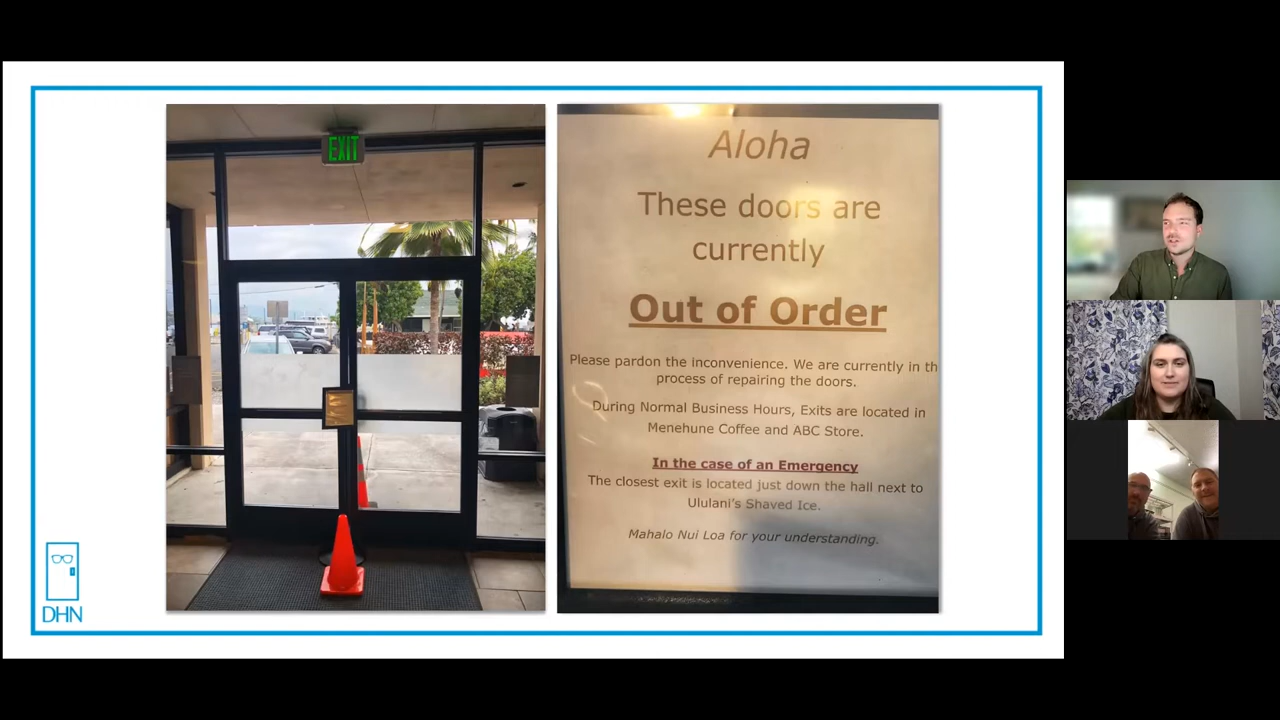 EXIT
Aloha
These doors are
currently
Out of Order
Please pardon the inconvenience. We are currently in th
process of repairing the doors.
During Normal Business Hours, Exits are located in
Menehune Coffee and ABC Store.
In the case of an Emergency
The closest exit is located just down the hall next to
Ululani's Shaved Ice.
Mahalo Nui Loa for your understanding.
DHN